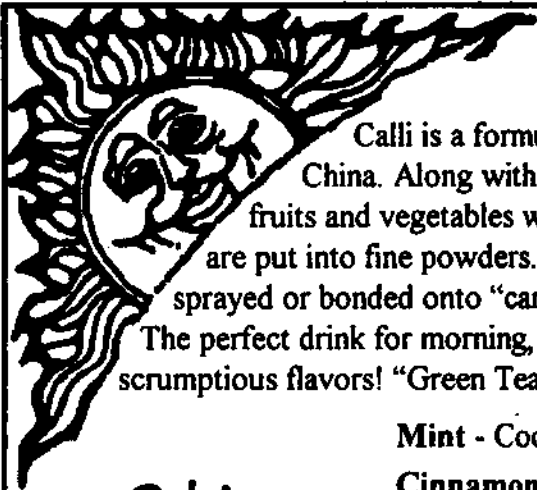 Calli is a form
China. Along with
fruits and vegetables
are put into fine powders.
sprayed or bonded onto "
The perfect drink for morning,
scrumptious flavors! "Green Tea
Mint - Coo
Cinnamon